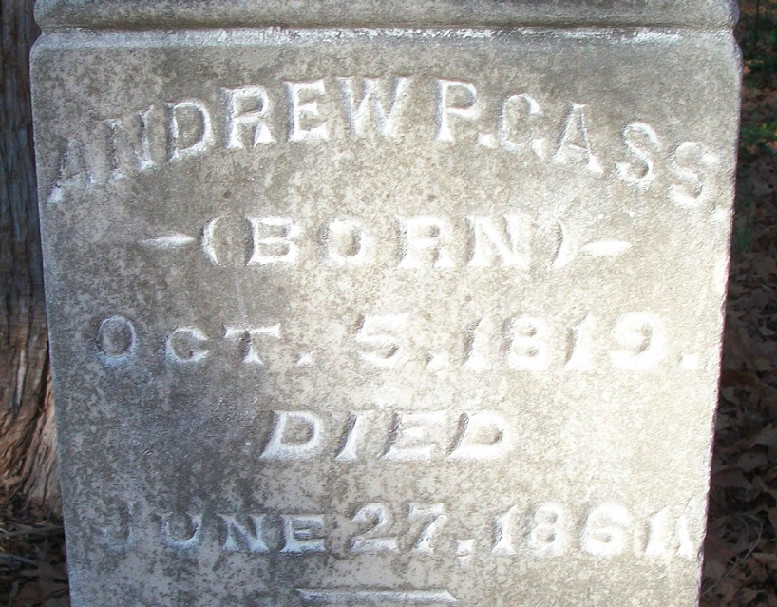 ANDREW P. CASS.
(BORN)
OCT. 5, 1819.
DIED
JUNE 27, 1861.